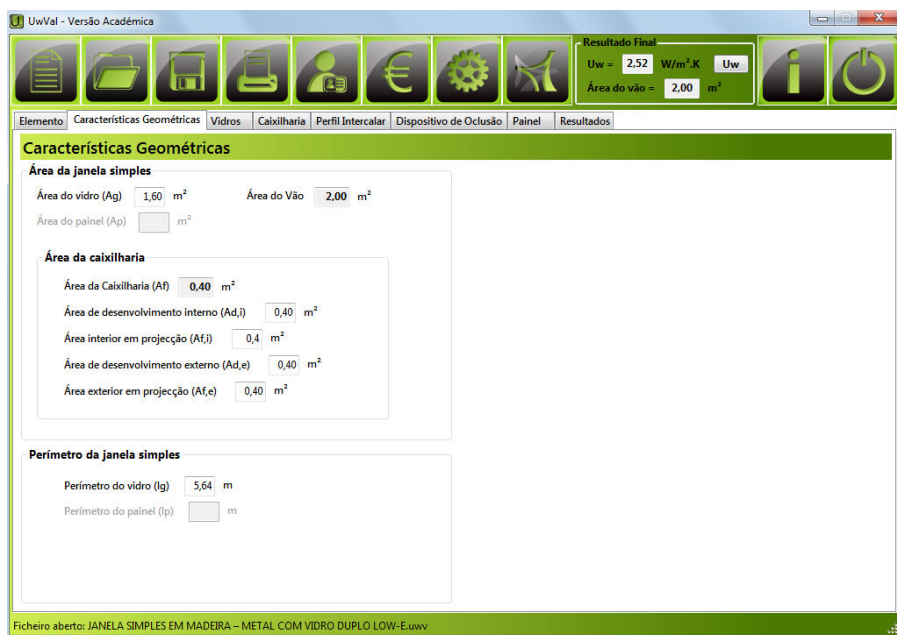 UwVal - Versão Académica
Resultado Final
Uw = 2,52 W/m².K Uw
Área do vão = 2,00 m²
Elemento Características Geométricas Vidros Caixilharia Perfil Intercalar Dispositivo de Oclusão Painel Resultados
Características Geométricas
Área da janela simples
Área do vidro (Ag) 1,60 m² Área do Vão 2,00 m²
Área do painel (Ap) m²
Área da caixilharia
Área da Caixilharia (Af) 0,40 m²
Área de desenvolvimento interno (Ad,i) 0,40 m²
Área interior em projecção (Af,i) 0,4 m²
Área de desenvolvimento externo (Ad,e) 0,40 m²
Área exterior em projecção (Af,e) 0,40 m²
Perímetro da janela simples
Perímetro do vidro (lg) 5,64 m
Perímetro do painel (lp) m
Ficheiro aberto: JANELA SIMPLES EM MADEIRA – METAL COM VIDRO DUPLO LOW-E.uwv